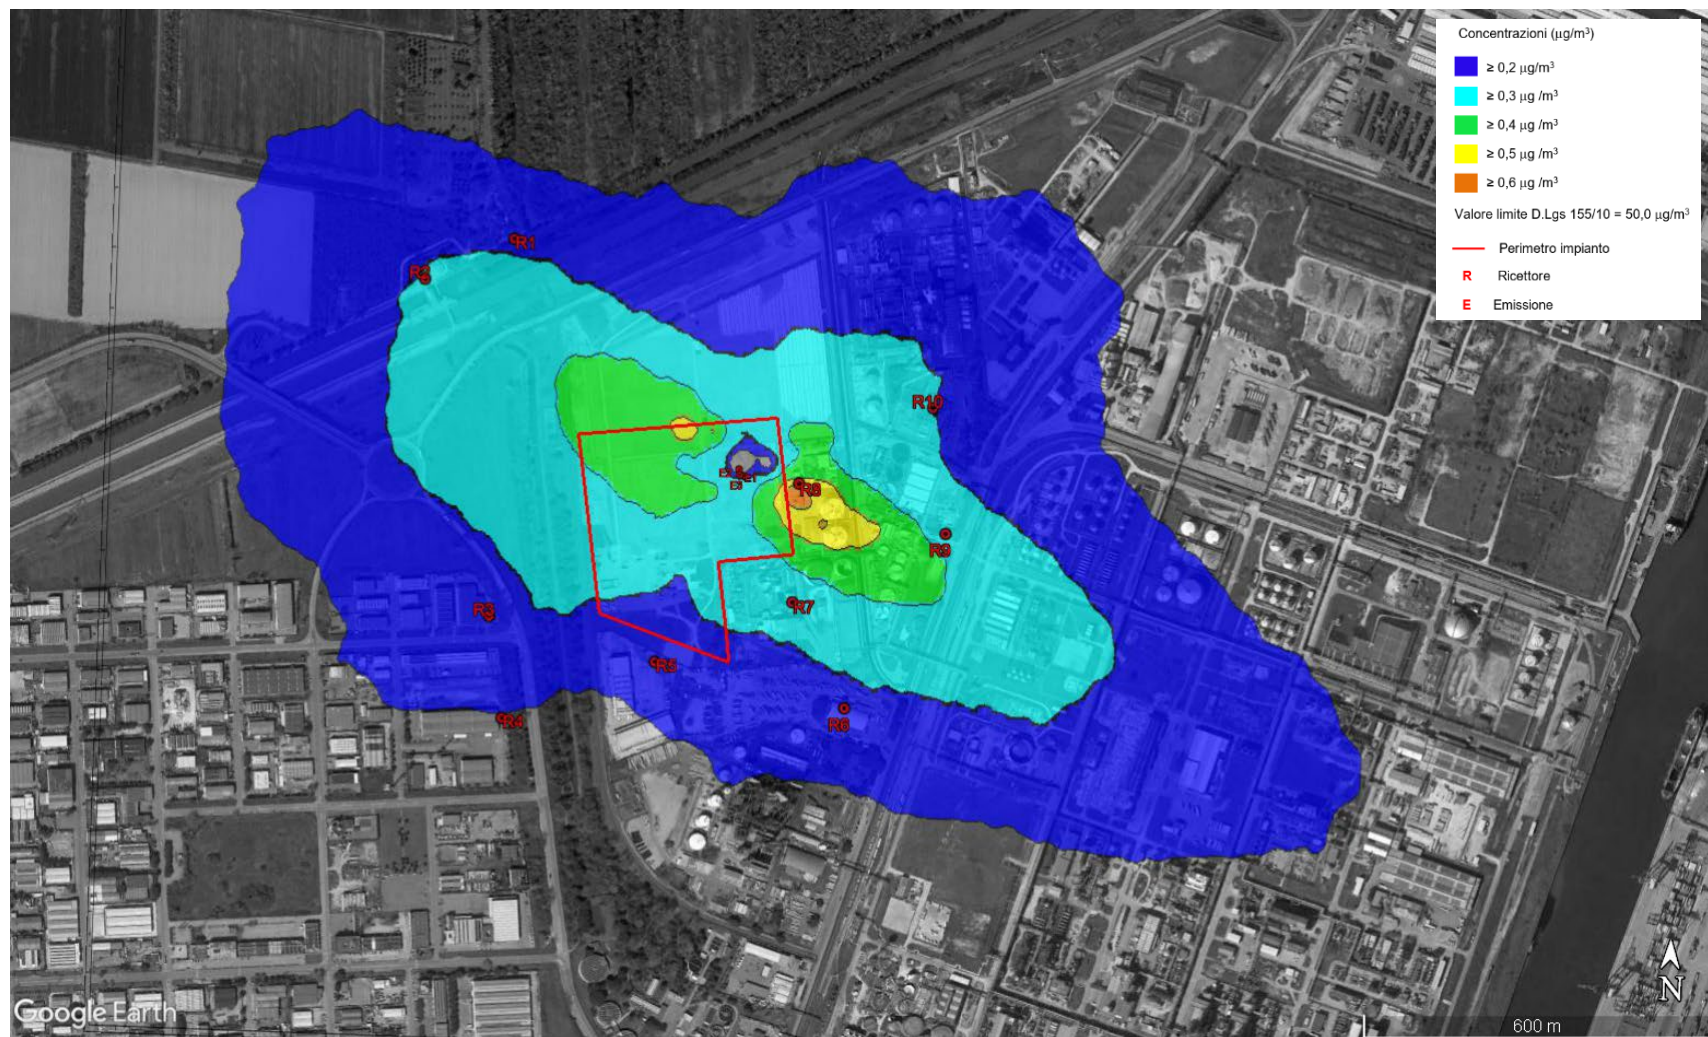 Concentrazioni (µg/m³)
≥ 0,2 µg/m³
≥ 0,3 µg /m³
≥ 0,4 µg /m³
≥ 0,5 µg /m³
≥ 0,6 µg /m³
Valore limite D.Lgs 155/10 = 50,0 µg/m³
Perimetro impianto
R Ricettore
E Emissione
R1
R2
R10
R8
R9
R3
R7
R5
R4
R6
Google Earth
N
600 m